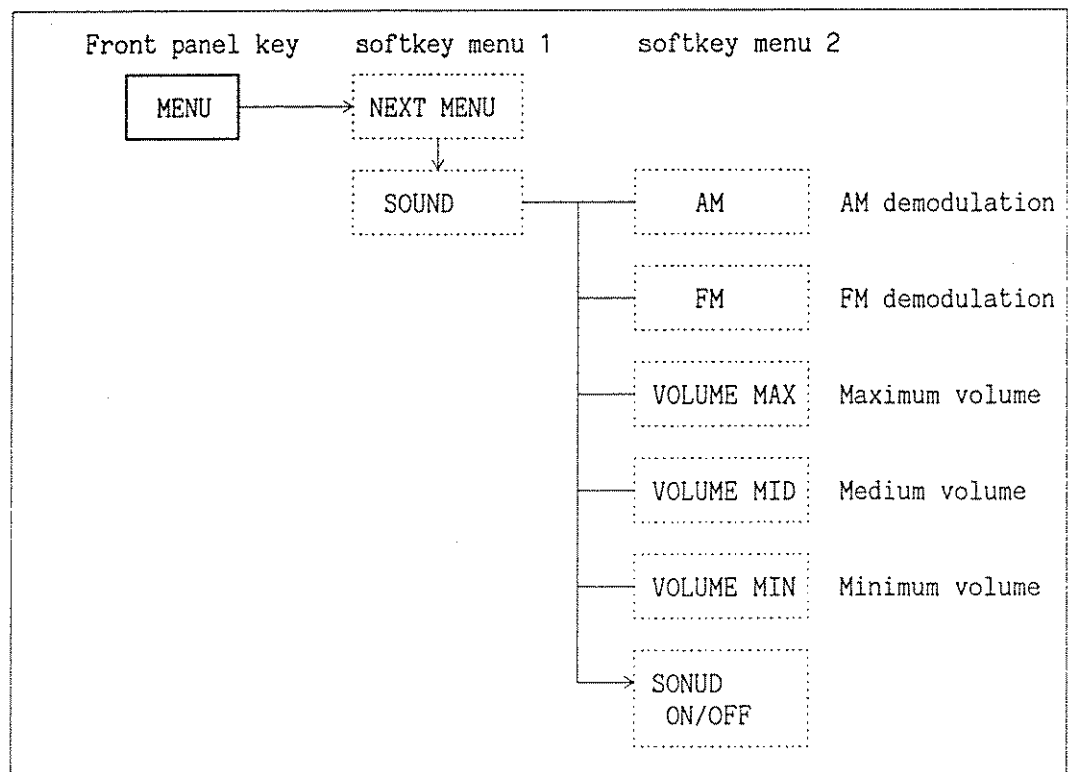 Front panel key softkey menu 1 softkey menu 2
MENU NEXT MENU
SOUND AM AM demodulation
FM FM demodulation
VOLUME MAX Maximum volume
VOLUME MID Medium volume
VOLUME MIN Minimum volume
SONUD
ON/OFF